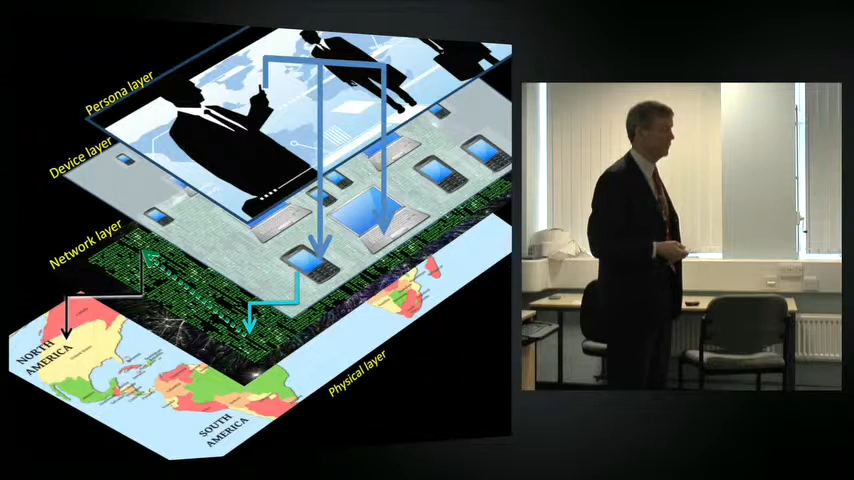 Persona layer
Device layer
Network layer
NORTH
AMERICA
SOUTH
AMERICA
Physical layer